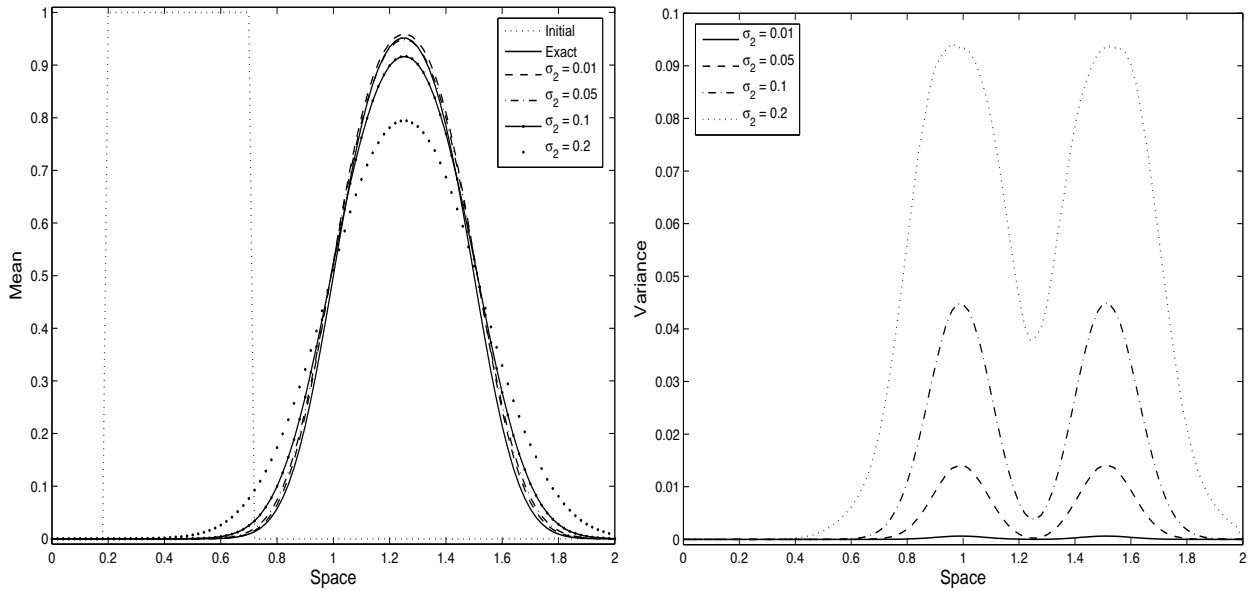 1
0.9
0.8
0.7
0.6
0.5
0.4
0.3
0.2
0.1
0
Mean
0 0.2 0.4 0.6 0.8 1 1.2 1.4 1.6 1.8 2
Space
Initial
Exact
σ2 = 0.01
σ2 = 0.05
σ2 = 0.1
σ2 = 0.2
0.1
0.09
0.08
0.07
0.06
0.05
0.04
0.03
0.02
0.01
0
Variance
0 0.2 0.4 0.6 0.8 1 1.2 1.4 1.6 1.8 2
Space
σ2 = 0.01
σ2 = 0.05
σ2 = 0.1
σ2 = 0.2